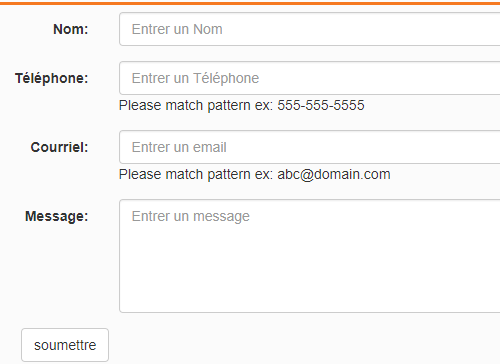 Nom: Entrer un Nom
Téléphone: Entrer un Téléphone
Please match pattern ex: 555-555-5555
Courriel: Entrer un email
Please match pattern ex: abc@domain.com
Message: Entrer un message
soumettre